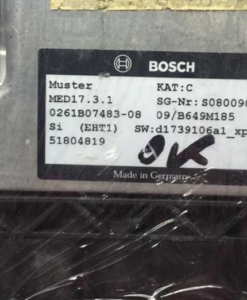 BOSCH
Muster KAT:C
MED17.3.1 SG-Nr:S080090
0261B07483-08 09/B649M185
Si (EHT1) SW:d1739106a1_xp
51804819
OK
Made in Germany